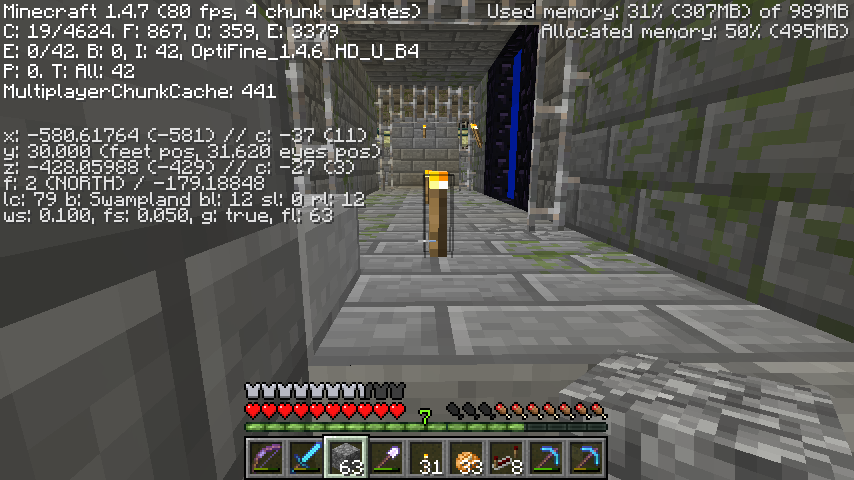 Minecraft 1.4.7 (80 fps, 4 chunk updates)
C: 19/4624. F: 867, O: 359, E: 3379
E: 0/42. B: 0, I: 42, OptiFine_1.4.6_HD_U_B4
P: 0. T: All: 42
MultiplayerChunkCache: 441
Used memory: 31% (307MB) of 989MB
Allocated memory: 50% (495MB)
x: -580.61764 (-581) // c: -37 (11)
y: 30.000 (feet pos, 31.620 eyes pos)
z: -428.05988 (-429) // c: -27 (3)
f: 2 (NORTH) / -179.18848
lc: 79 b: Swampland bl: 12 sl: 0 rl: 12
ws: 0.100, fs: 0.050, g: true, fl: 63
7
63 31 33 8